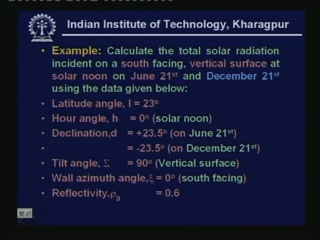 Indian Institute of Technology, Kharagpur
• Example: Calculate the total solar radiation
incident on a south facing, vertical surface at
solar noon on June 21st and December 21st
using the data given below:
• Latitude angle, l = 23o
• Hour angle, h = 0o (solar noon)
• Declination,d = +23.5o (on June 21st)
• = -23.5o (on December 21st)
• Tilt angle, Σ = 90o (Vertical surface)
• Wall azimuth angle,ξ = 0o (south facing)
• Reflectivity,ρg = 0.6